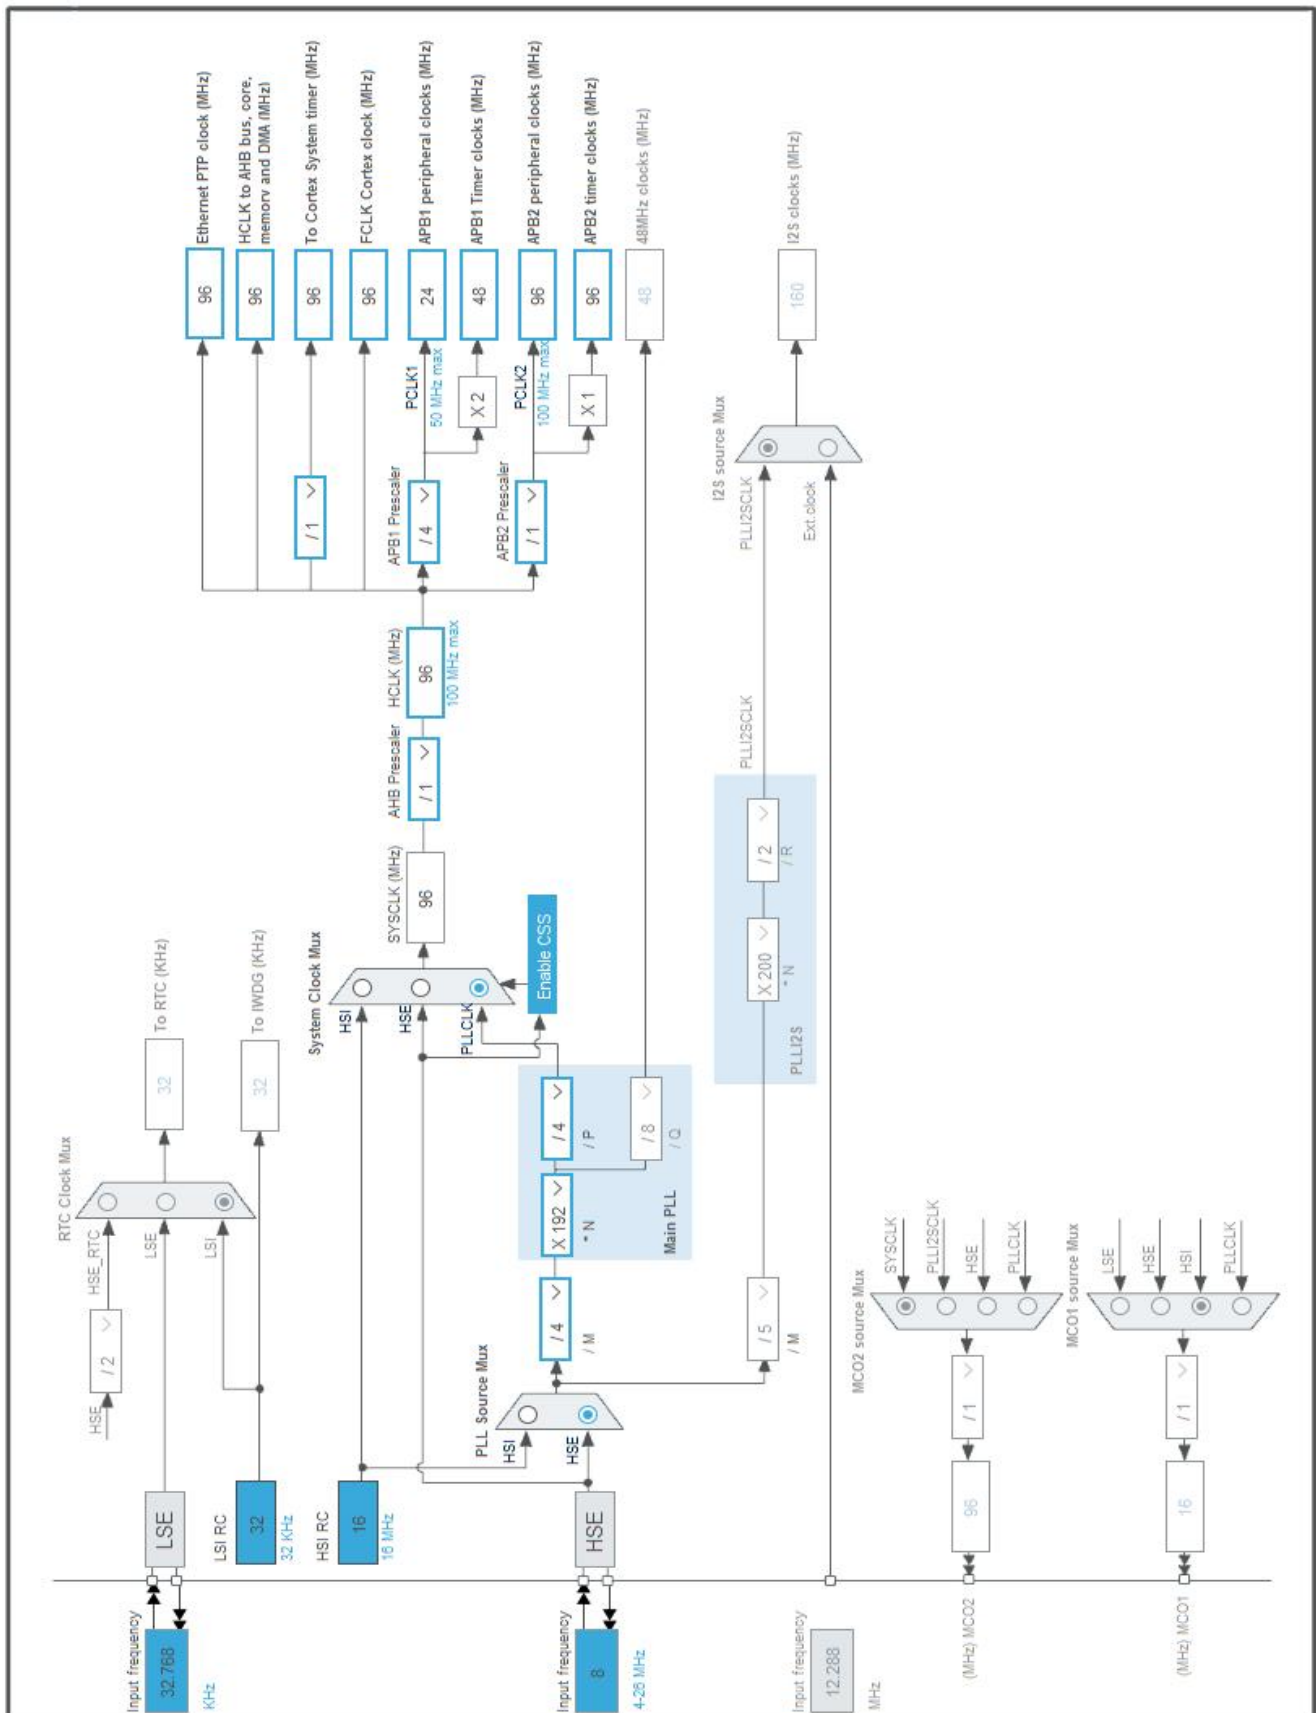 Input frequency
32.768
KHz
LSE
LSI RC
32
32 KHz
HSI RC
16
16 MHz
Input frequency
8
4-26 MHz
HSE
Input frequency
12.288
MHz
HSE
/ 2
HSE_RTC
LSE
LSI
RTC Clock Mux
32
To RTC (KHz)
32
To IWDG (KHz)
PLL Source Mux
HSI
HSE
/ 4
/ M
X 192
* N
/ 4
/ P
/ 8
/ Q
Main PLL
System Clock Mux
HSI
HSE
PLLCLK
Enable CSS
SYSCLK (MHz)
96
AHB Prescaler
/ 1
HCLK (MHz)
96
100 MHz max
/ 1
APB1 Prescaler
/ 4
PCLK1
50 MHz max
X 2
APB2 Prescaler
/ 1
PCLK2
100 MHz max
X 1
96
Ethernet PTP clock (MHz)
96
HCLK to AHB bus, core,
memory and DMA (MHz)
96
To Cortex System timer (MHz)
96
FCLK Cortex clock (MHz)
24
APB1 peripheral clocks (MHz)
48
APB1 Timer clocks (MHz)
96
APB2 peripheral clocks (MHz)
96
APB2 timer clocks (MHz)
48
48MHz clocks (MHz)
/ 5
/ M
X 200
* N
/ 2
/ R
PLLI2S
PLLI2SCLK
PLLI2SCLK
Ext.clock
I2S source Mux
160
I2S clocks (MHz)
MCO2 source Mux
SYSCLK
PLLI2SCLK
HSE
PLLCLK
/ 1
96
(MHz) MCO2
MCO1 source Mux
LSE
HSE
HSI
PLLCLK
/ 1
16
(MHz) MCO1